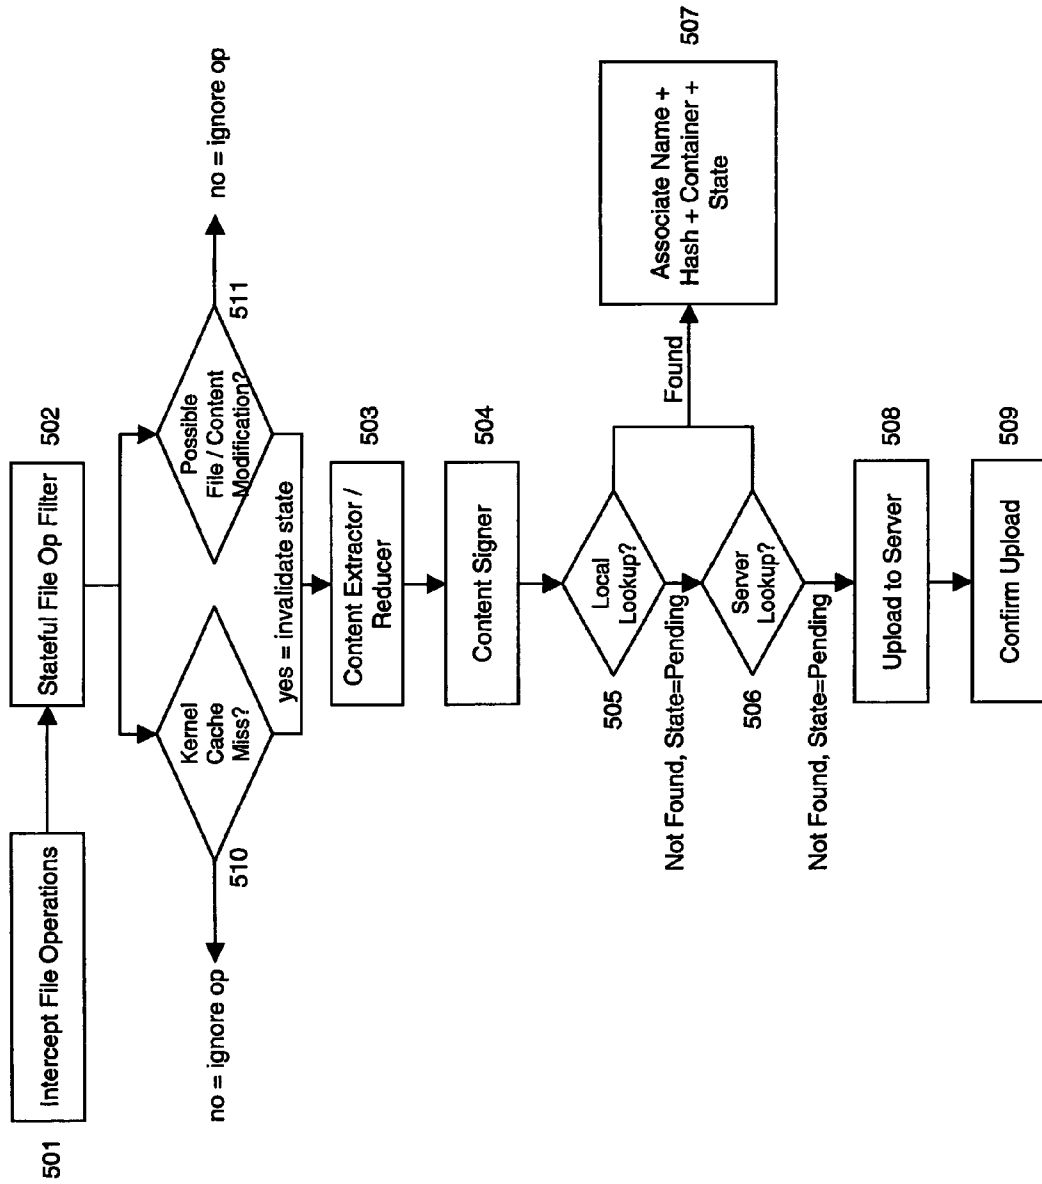 501
Intercept File Operations
Stateful File Op Filter
502
no = ignore op
510
Kernel
Cache
Miss?
Possible
File / Content
Modification?
511
no = ignore op
yes = invalidate state
Content Extractor /
Reducer
503
Content Signer
504
505
Local
Lookup?
Found
Associate Name +
Hash + Container +
State
507
Not Found, State=Pending
506
Server
Lookup?
Not Found, State=Pending
Upload to Server
508
Confirm Upload
509